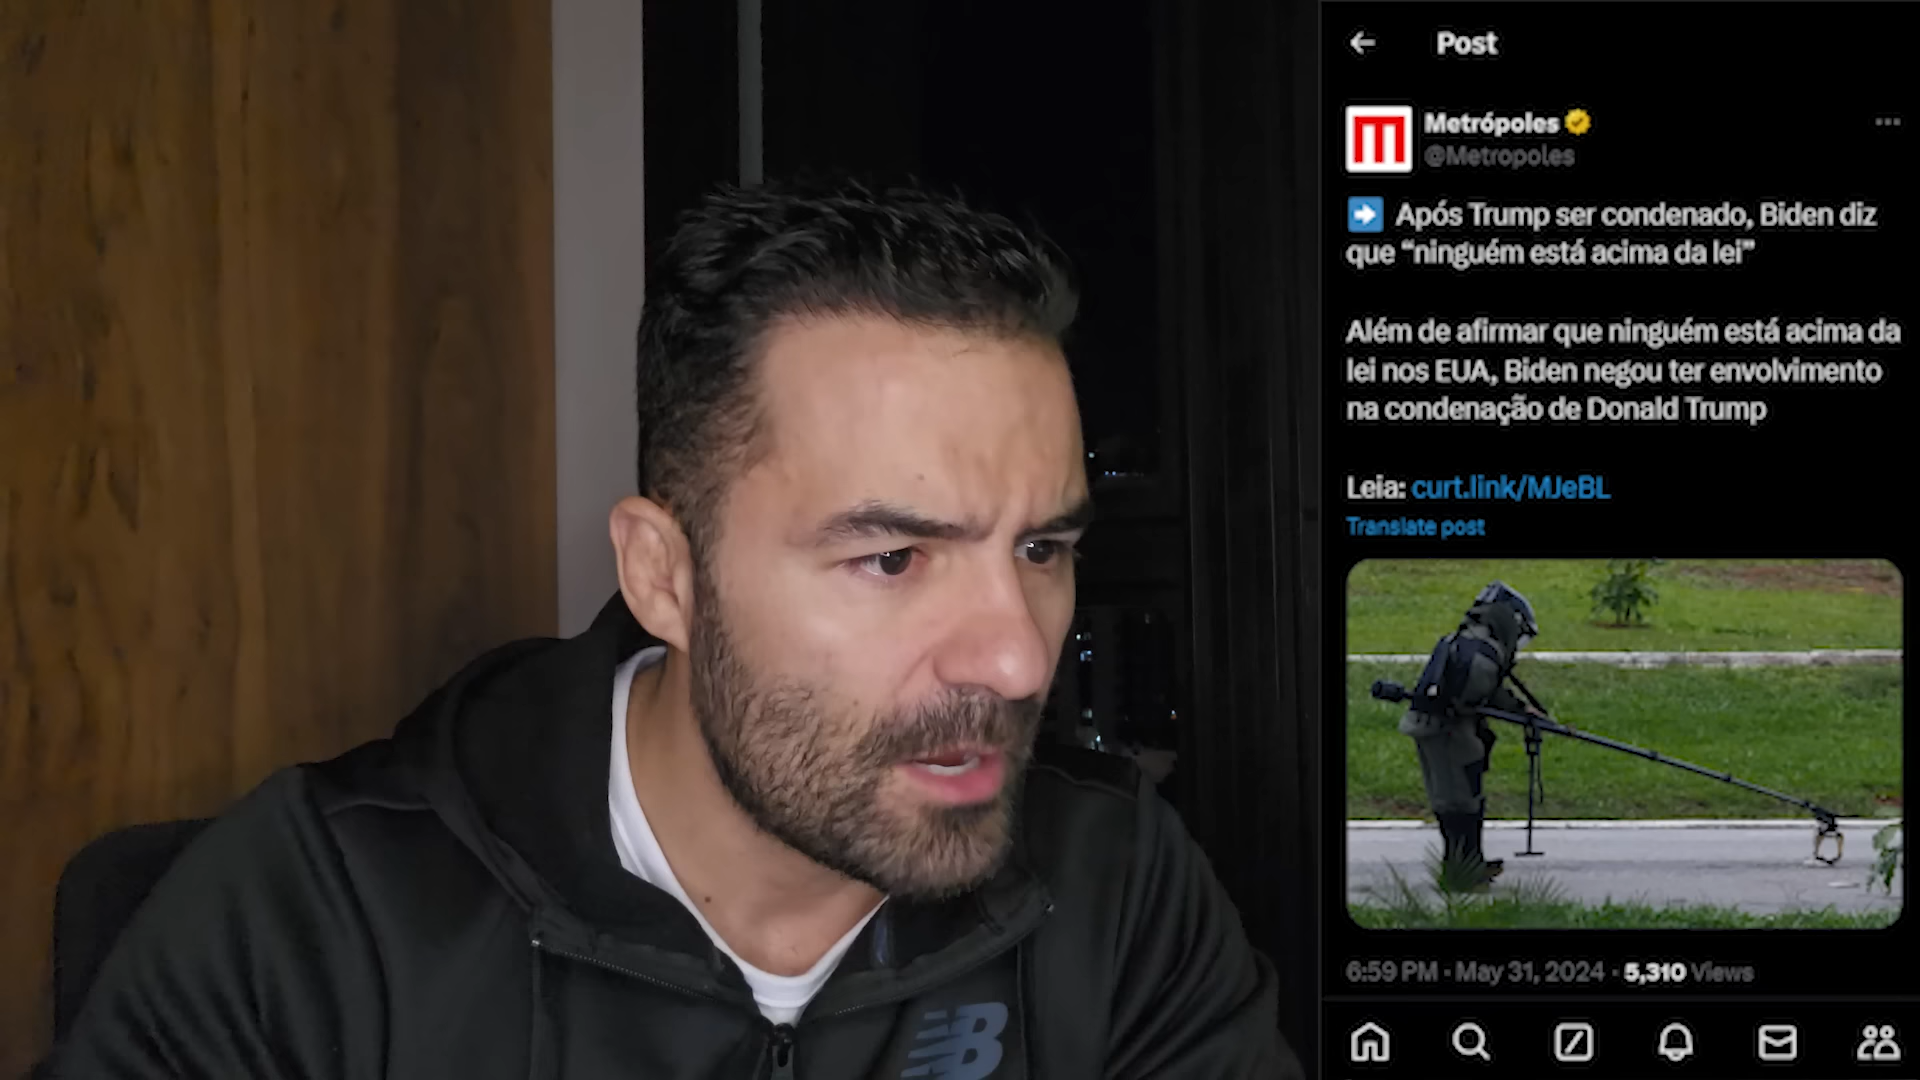 Post
Metrópoles
@Metropoles
Após Trump ser condenado, Biden diz
que “ninguém está acima da lei”
Além de afirmar que ninguém está acima da
lei nos EUA, Biden negou ter envolvimento
na condenação de Donald Trump
Leia: curt.link/MJeBL
Translate post
6:59 PM · May 31, 2024 · 5,310 Views
NB